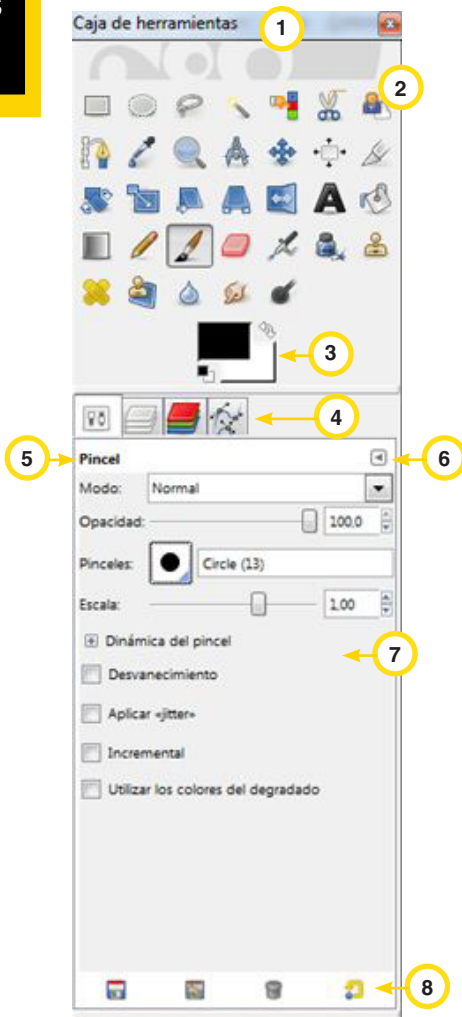 Caja de herramientas
1
2
3
4
5
Pincel
6
Modo: Normal
Opacidad: 100,0
Pinceles: Circle (13)
Escala: 1,00
Dinámica del pincel
7
Desvanecimiento
Aplicar «jitter»
Incremental
Utilizar los colores del degradado
8